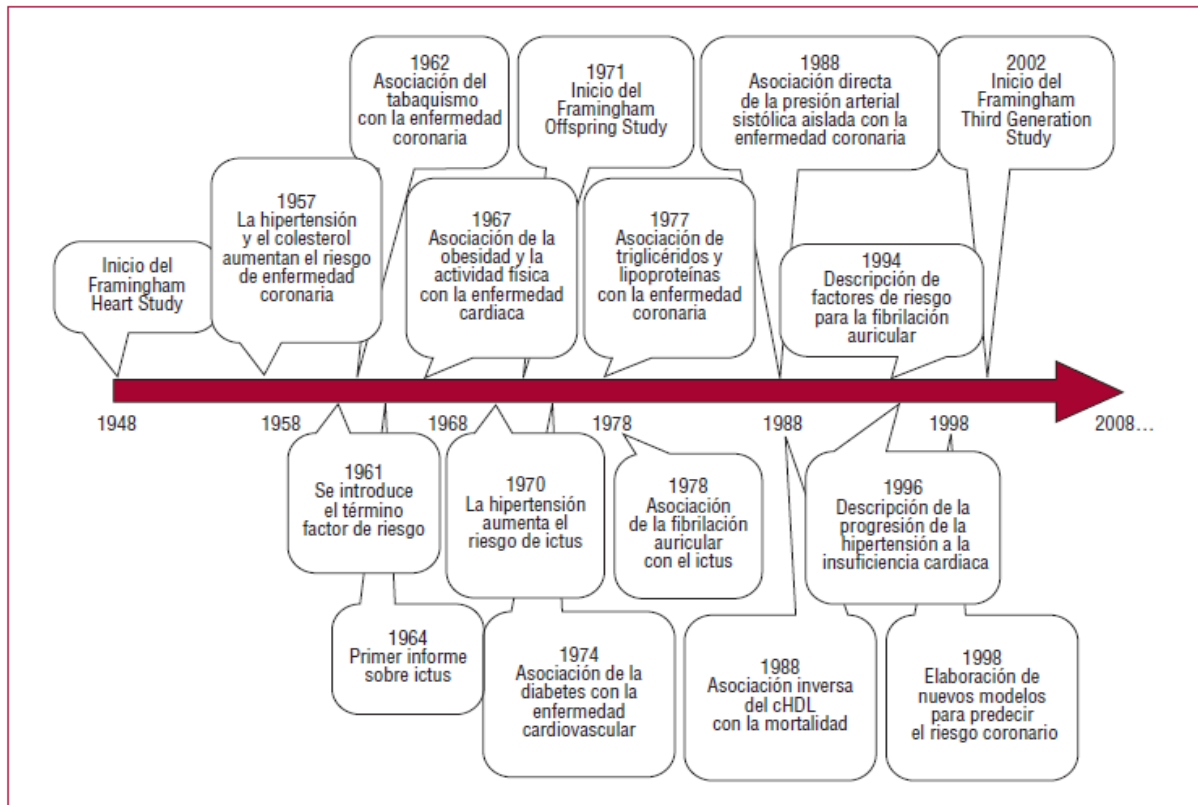 1962
Asociación del
tabaquismo
con la enfermedad
coronaria
1971
Inicio del
Framingham
Offspring Study
1988
Asociación directa
de la presión arterial
sistólica aislada con la
enfermedad coronaria
2002
Inicio del
Framingham
Third Generation
Study
Inicio del
Framingham
Heart Study
1957
La hipertensión
y el colesterol
aumentan el riesgo
de enfermedad
coronaria
1967
Asociación de la
obesidad y la
actividad física
con la enfermedad
cardiaca
1977
Asociación de
triglicéridos y
lipoproteínas
con la enfermedad
coronaria
1994
Descripción de
factores de riesgo
para la fibrilación
auricular
1948
1958
1968
1978
1988
1998
2008...
1961
Se introduce
el término
factor de riesgo
1970
La hipertensión
aumenta el
riesgo de ictus
1978
Asociación
de la fibrilación
auricular
con el ictus
1996
Descripción de la
progresión de la
hipertensión a la
insuficiencia cardiaca
1964
Primer informe
sobre ictus
1974
Asociación de la
diabetes con la
enfermedad
cardiovascular
1988
Asociación inversa
del cHDL
con la mortalidad
1998
Elaboración de
nuevos modelos
para predecir
el riesgo coronario